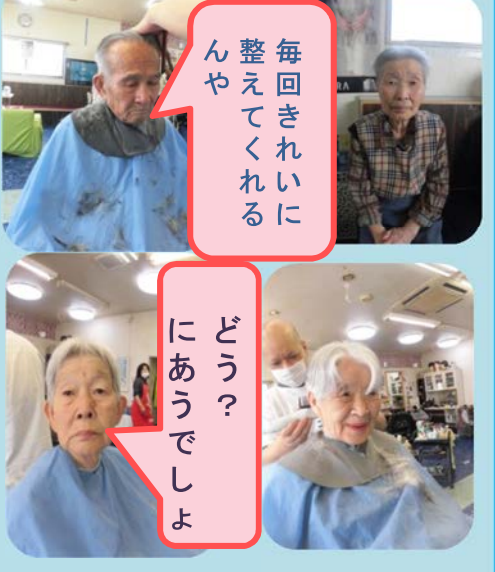 毎回きれいに
整えてくれる
んや
どう?
にあうでしょ